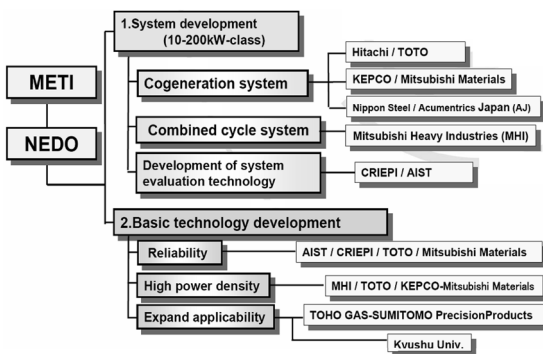 METI
NEDO
1.System development
(10-200kW-class)
Cogeneration system
Hitachi / TOTO
KEPCO / Mitsubishi Materials
Nippon Steel / Acumentrics Japan (AJ)
Combined cycle system
Mitsubishi Heavy Industries (MHI)
Development of system
evaluation technology
CRIEPI / AIST
2.Basic technology development
Reliability
AIST / CRIEPI / TOTO / Mitsubishi Materials
High power density
MHI / TOTO / KEPCO-Mitsubishi Materials
Expand applicability
TOHO GAS-SUMITOMO PrecisionProducts
Kvushu Univ.